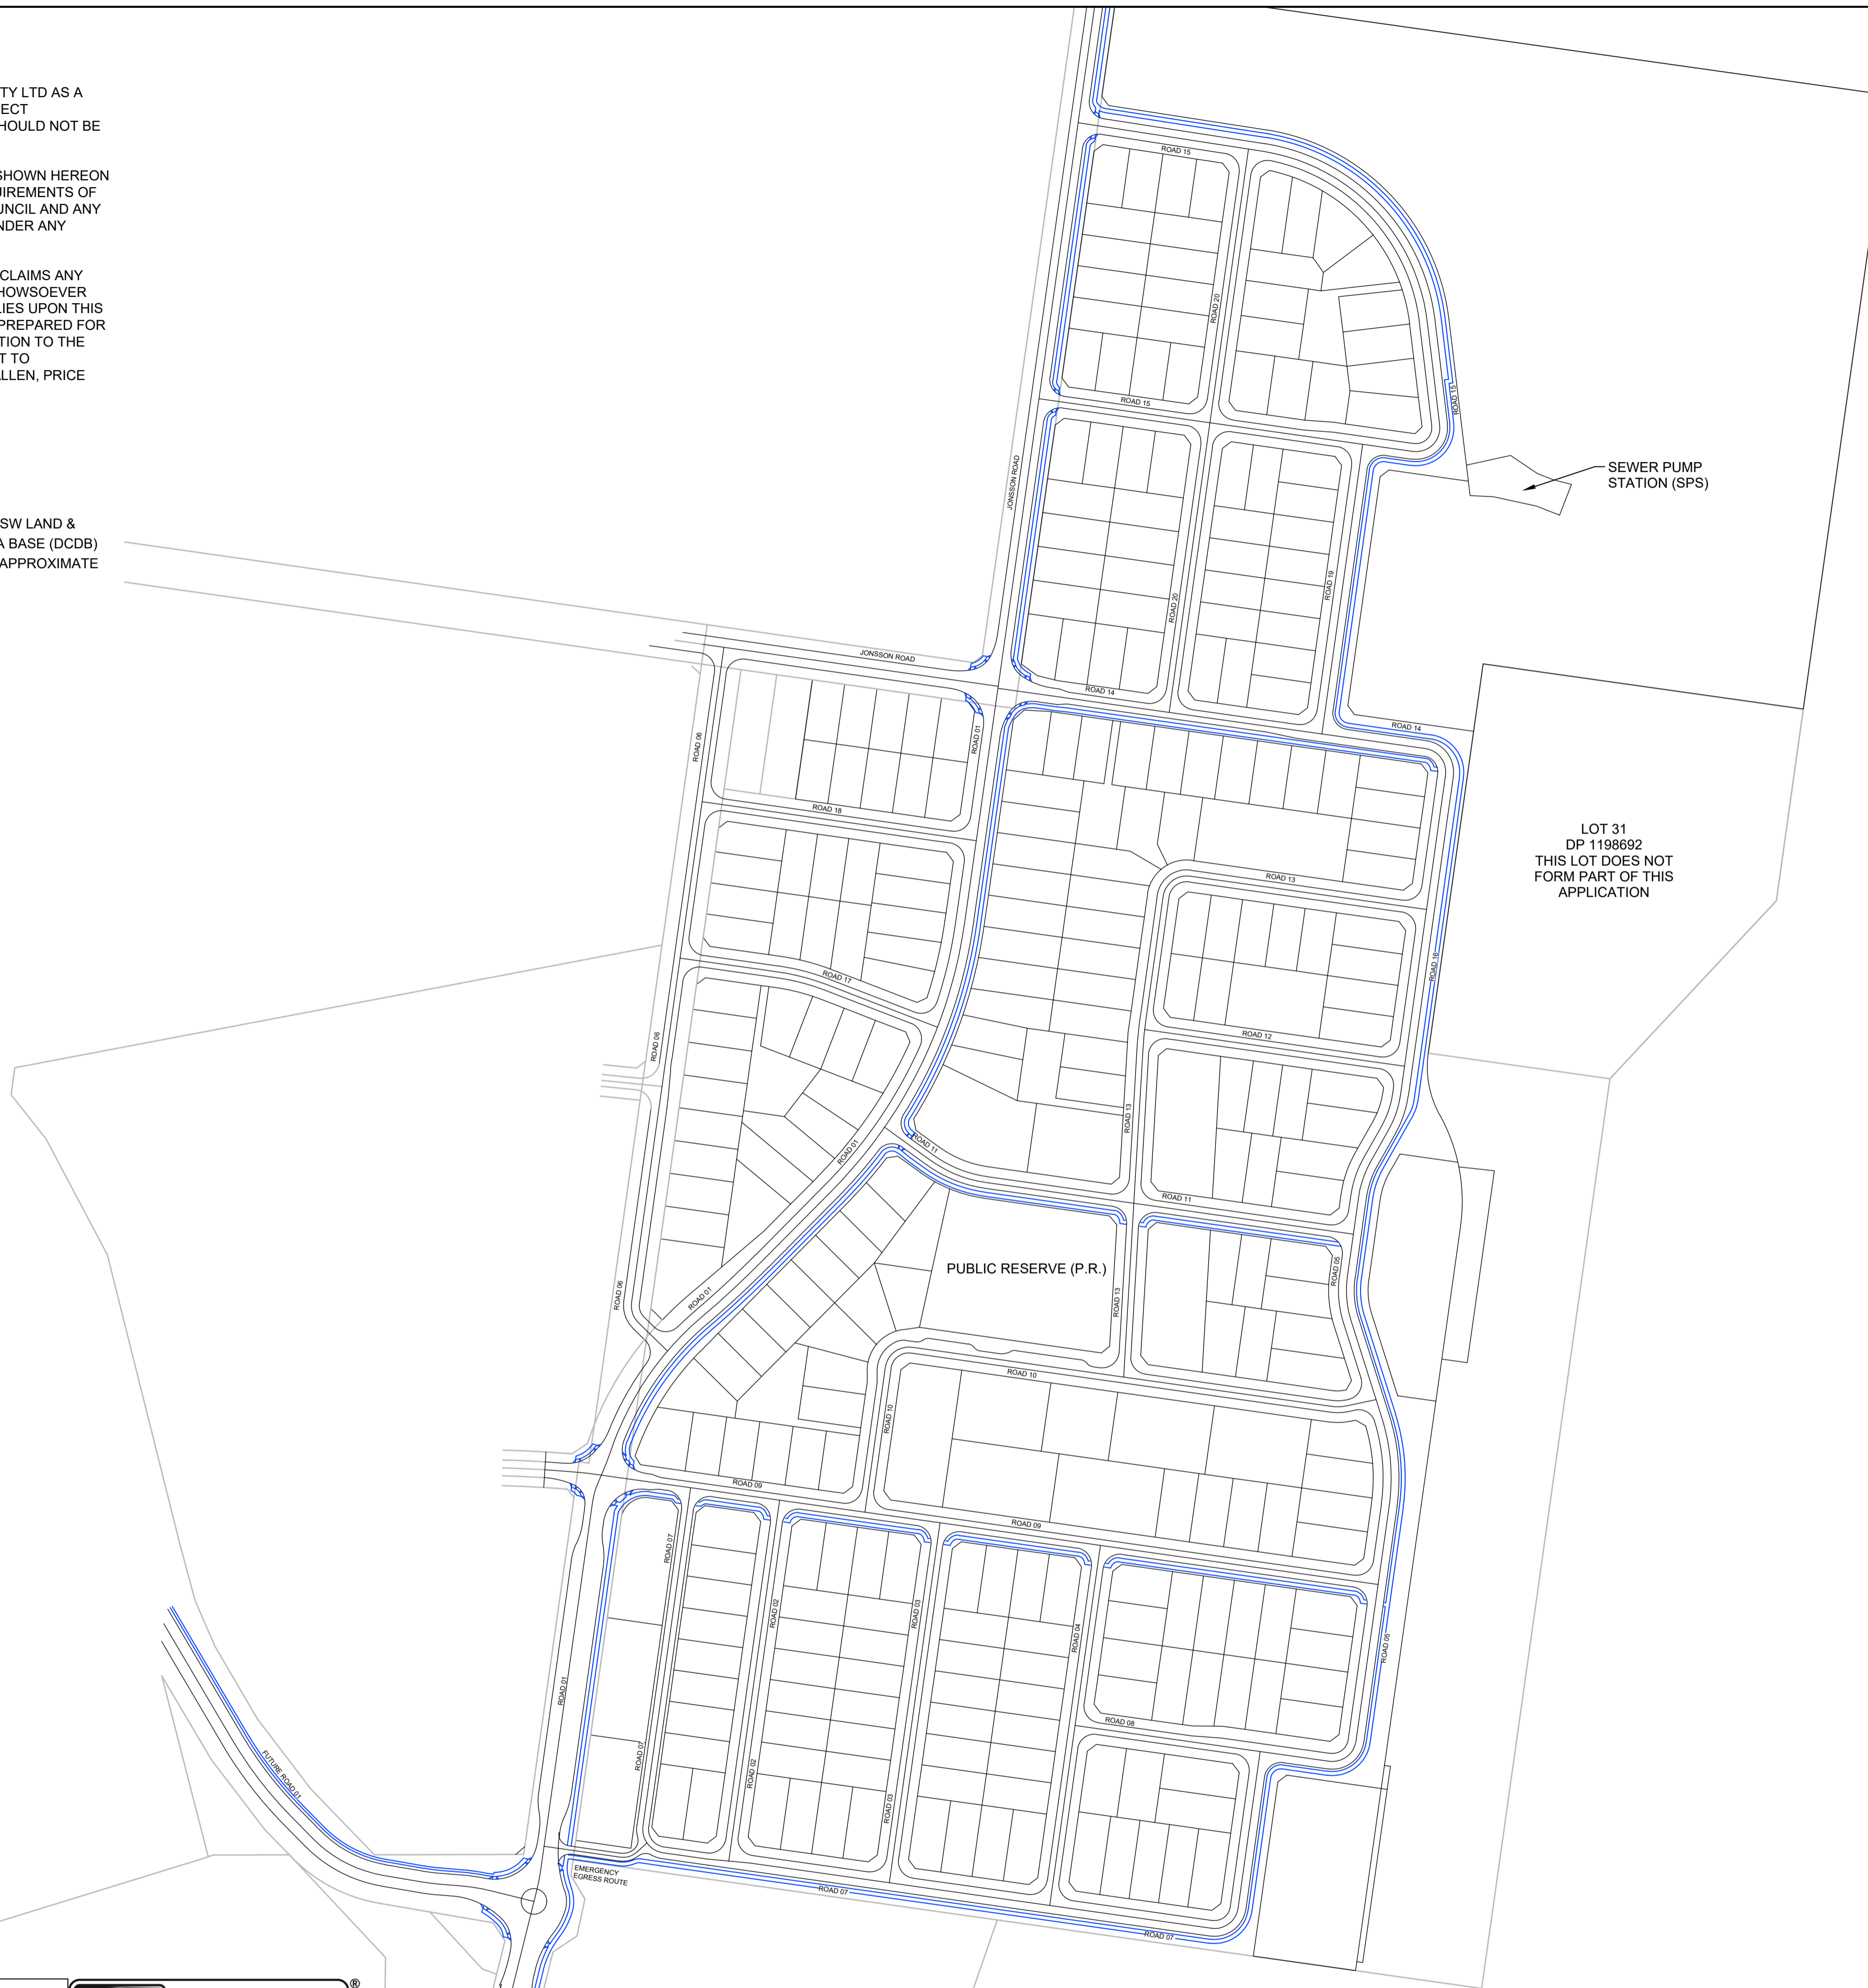 TY LTD AS A
ECT
HOULD NOT BE
SHOWN HEREON
UIREMENTS OF
UNCIL AND ANY
NDER ANY
CLAIMS ANY
HOWSOEVER
LIES UPON THIS
PREPARED FOR
TION TO THE
T TO
ALLEN, PRICE
SW LAND &
A BASE (DCDB)
APPROXIMATE
ROAD 15
ROAD 20
ROAD 15
ROAD 15
JONSSON ROAD
SEWER PUMP
STATION (SPS)
ROAD 19
ROAD 20
JONSSON ROAD
ROAD 14
ROAD 14
ROAD 01
ROAD 06
ROAD 18
LOT 31
DP 1198692
THIS LOT DOES NOT
FORM PART OF THIS
APPLICATION
ROAD 13
ROAD 16
ROAD 17
ROAD 12
ROAD 06
ROAD 13
ROAD 11
ROAD 01
ROAD 11
PUBLIC RESERVE (P.R.)
ROAD 05
ROAD 13
ROAD 06
ROAD 01
ROAD 10
ROAD 10
ROAD 09
ROAD 09
ROAD 07
ROAD 02
ROAD 03
ROAD 04
ROAD 05
ROAD 01
ROAD 08
ROAD 07
ROAD 02
ROAD 03
FUTURE ROAD 01
EMERGENCY
EGRESS ROUTE
ROAD 07
ROAD 07
®